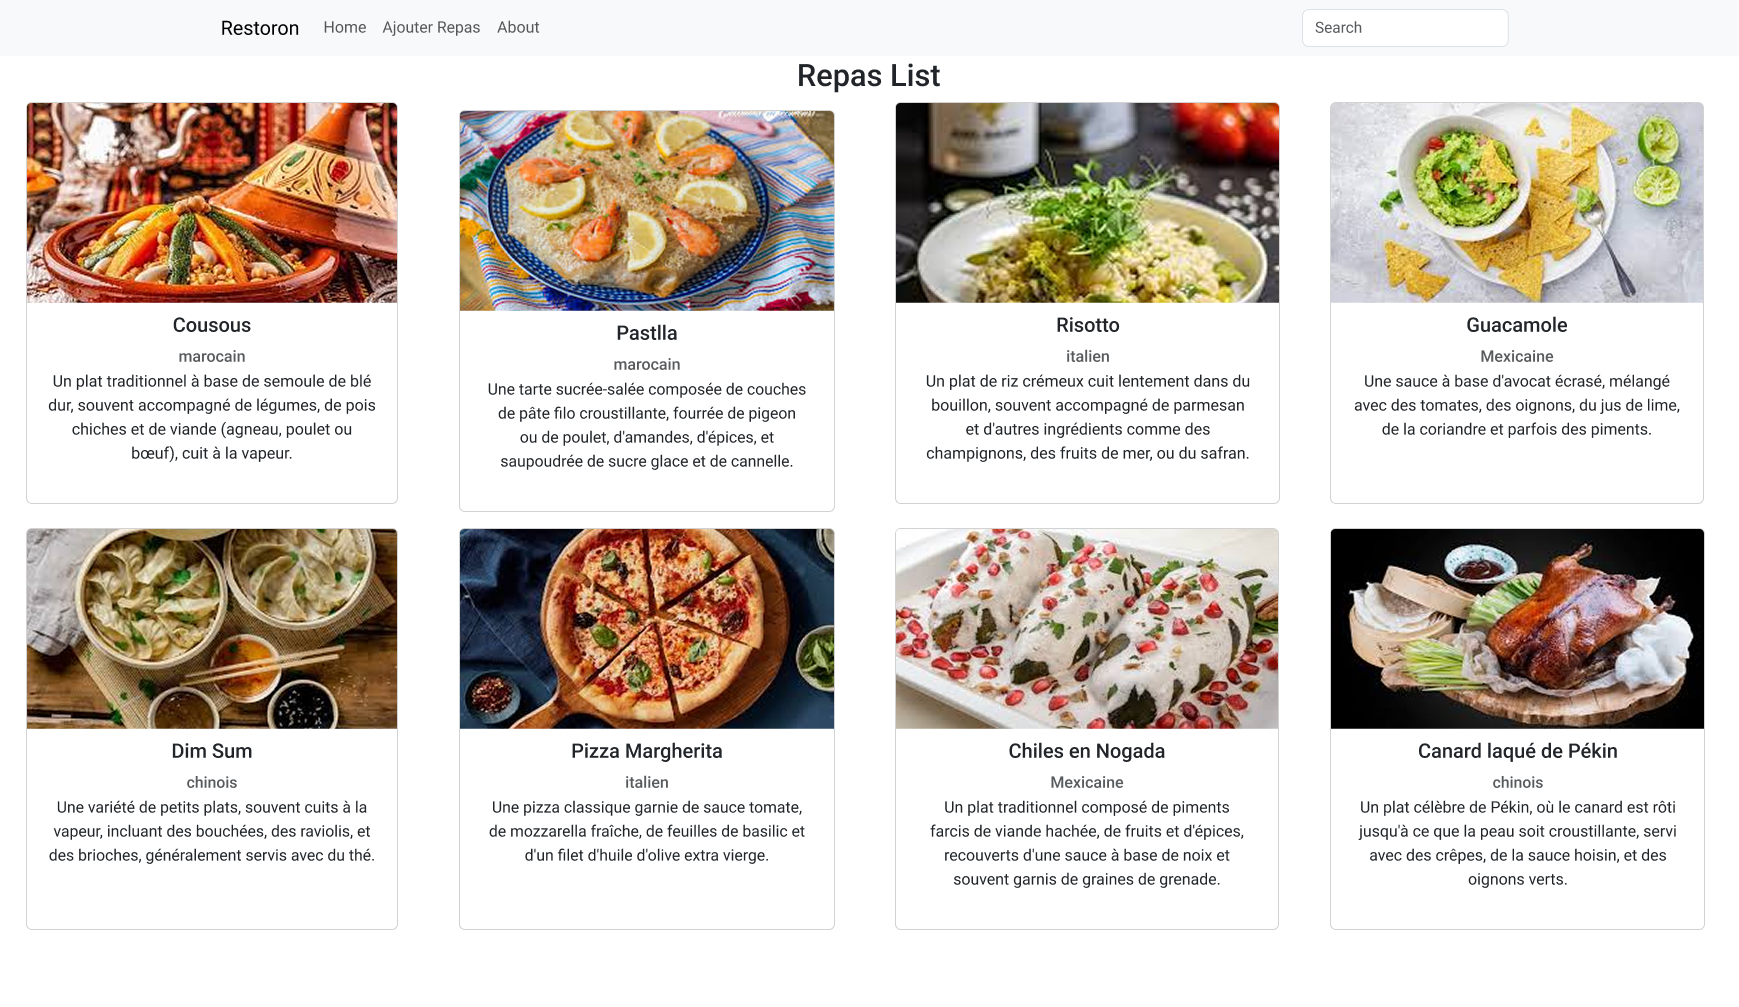 Restoron
Home
Ajouter Repas
About
Search
Repas List
Cousous
marocain
Un plat traditionnel à base de semoule de blé
dur, souvent accompagné de légumes, de pois
chiches et de viande (agneau, poulet ou
bœuf), cuit à la vapeur.
Pastlla
marocain
Une tarte sucrée-salée composée de couches
de pâte filo croustillante, fourrée de pigeon
ou de poulet, d'amandes, d'épices, et
saupoudrée de sucre glace et de cannelle.
Risotto
italien
Un plat de riz crémeux cuit lentement dans du
bouillon, souvent accompagné de parmesan
et d'autres ingrédients comme des
champignons, des fruits de mer, ou du safran.
Guacamole
Mexicaine
Une sauce à base d'avocat écrasé, mélangé
avec des tomates, des oignons, du jus de lime,
de la coriandre et parfois des piments.
Dim Sum
chinois
Une variété de petits plats, souvent cuits à la
vapeur, incluant des bouchées, des raviolis, et
des brioches, généralement servis avec du thé.
Pizza Margherita
italien
Une pizza classique garnie de sauce tomate,
de mozzarella fraîche, de feuilles de basilic et
d'un filet d'huile d'olive extra vierge.
Chiles en Nogada
Mexicaine
Un plat traditionnel composé de piments
farcis de viande hachée, de fruits et d'épices,
recouverts d'une sauce à base de noix et
souvent garnis de graines de grenade.
Canard laqué de Pékin
chinois
Un plat célèbre de Pékin, où le canard est rôti
jusqu'à ce que la peau soit croustillante, servi
avec des crêpes, de la sauce hoisin, et des
oignons verts.